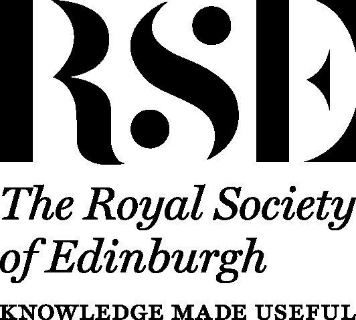 RSE
The Royal Society
of Edinburgh
KNOWLEDGE MADE USEFUL